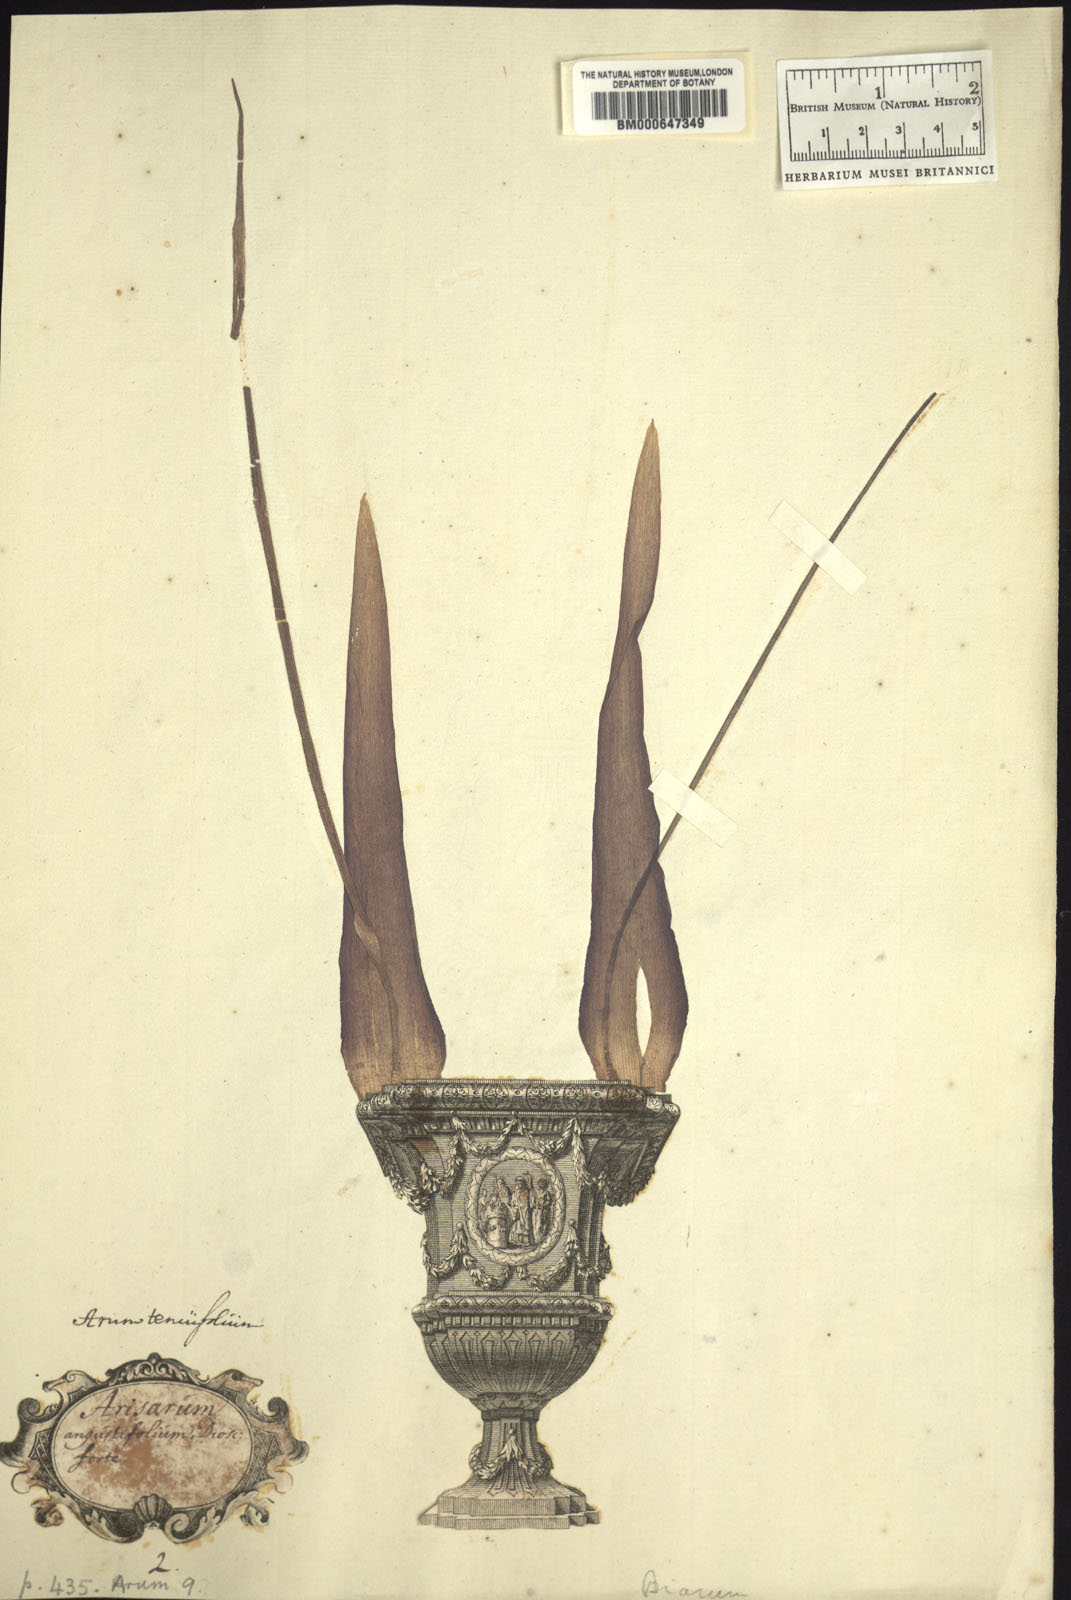 THE NATURAL HISTORY MUSEUM, LONDON
DEPARTMENT OF BOTANY
BM000647349
1 2
BRITISH MUSEUM (NATURAL HISTORY)
1 2 3 4 5
HERBARIUM MUSEI BRITANNICI
Arum tenuifolium
Arisarum
angustifolium, Diosc:
forte
2.
p. 435. Arum 9.
Biarum